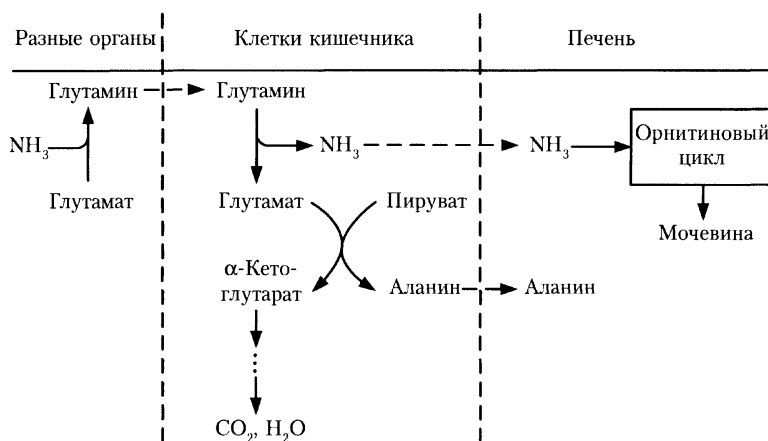 Разные органы Клетки кишечника Печень
Глутамин Глутамин
NH₃ NH₃ NH₃ Орнитиновый
цикл
Глутамат Глутамат Пируват
Мочевина
α-Кето-
глутарат Аланин Аланин
CO₂, H₂O